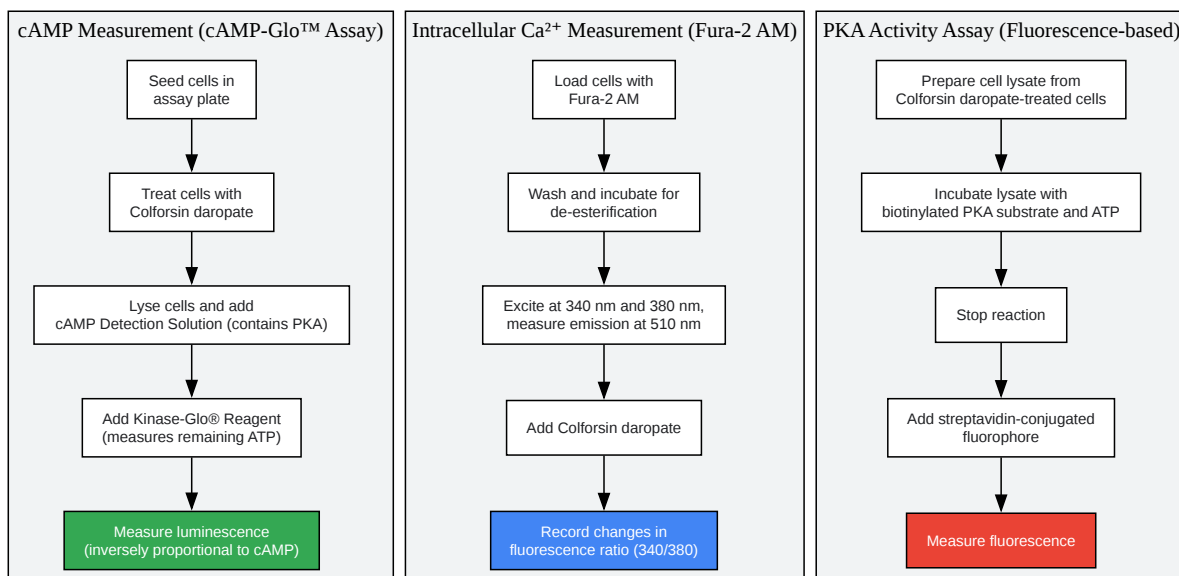 cAMP Measurement (cAMP-Glo™ Assay)
Seed cells in
assay plate
Treat cells with
Colforsin daropate
Lyse cells and add
cAMP Detection Solution (contains PKA)
Add Kinase-Glo® Reagent
(measures remaining ATP)
Measure luminescence
(inversely proportional to cAMP)
Intracellular Ca²⁺ Measurement (Fura-2 AM)
Load cells with
Fura-2 AM
Wash and incubate for
de-esterification
Excite at 340 nm and 380 nm,
measure emission at 510 nm
Add Colforsin daropate
Record changes in
fluorescence ratio (340/380)
PKA Activity Assay (Fluorescence-based)
Prepare cell lysate from
Colforsin daropate-treated cells
Incubate lysate with
biotinylated PKA substrate and ATP
Stop reaction
Add streptavidin-conjugated
fluorophore
Measure fluorescence